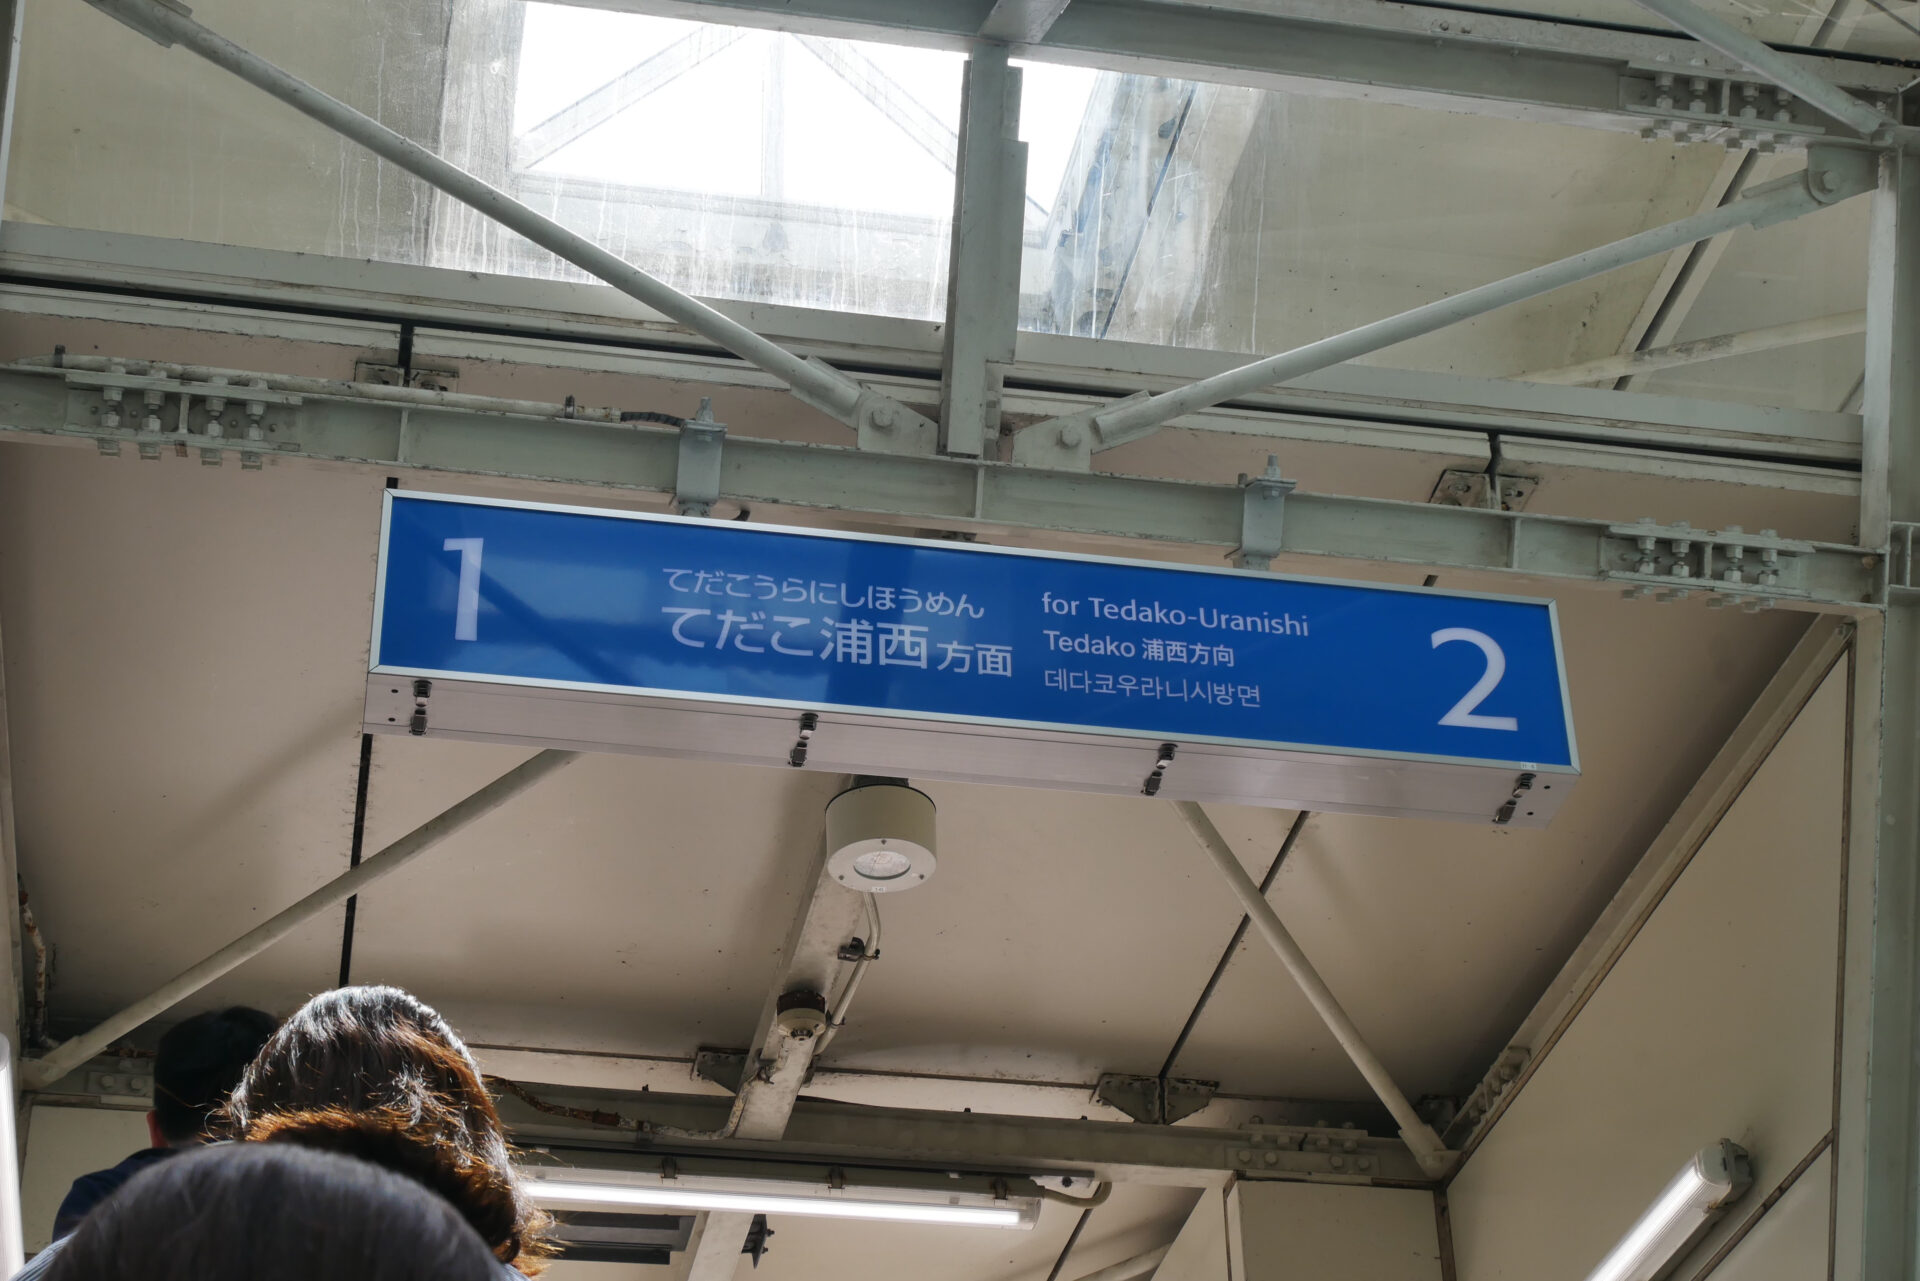 1
てだこうらにしほうめん
てだこ浦西方面
for Tedako-Uranishi
Tedako 浦西方向
데다코우라니시방면
2